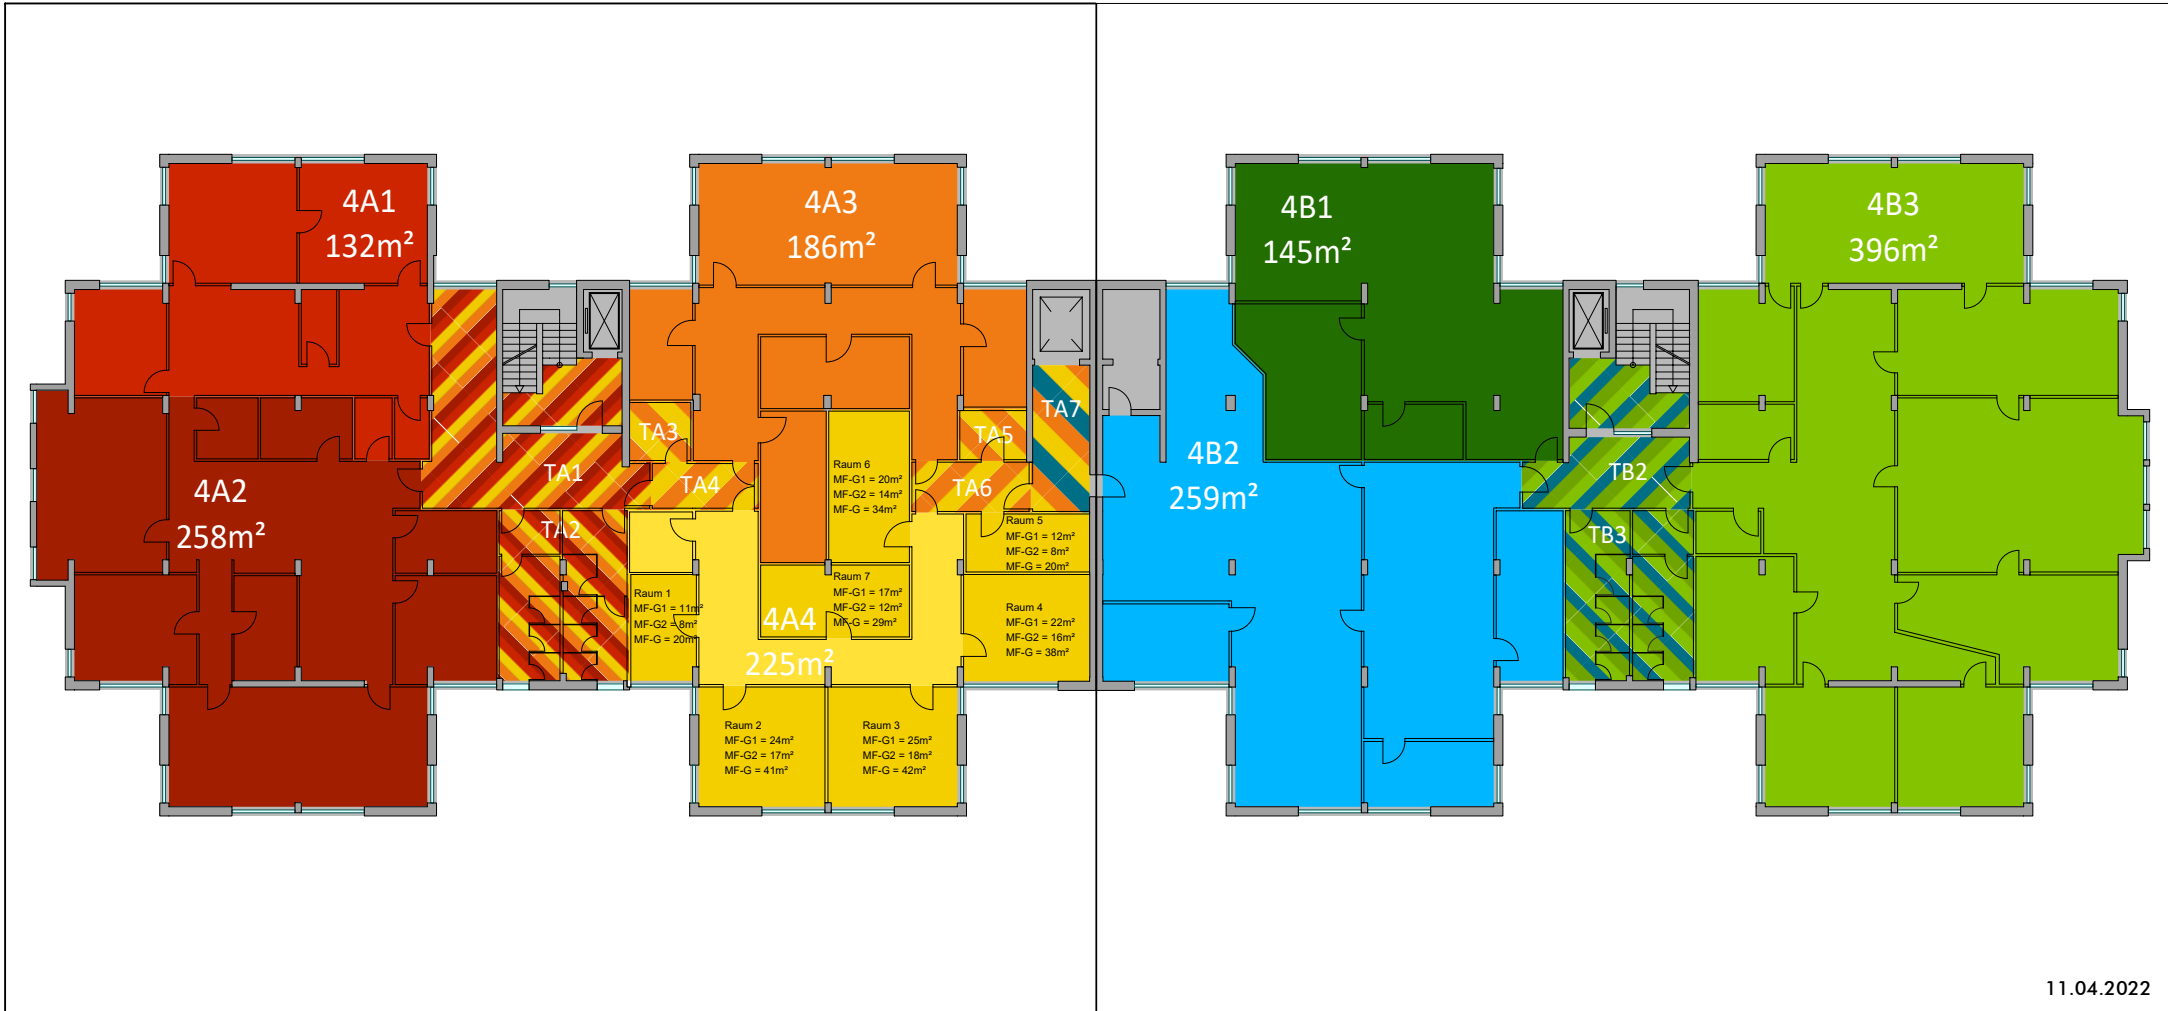 4A1
132m²
4A3
186m²
4B1
145m²
4B3
396m²
TA3
TA5
TA7
TA1
TA4
TA6
4A2
258m²
TA2
4B2
259m²
TB2
TB3
Raum 6
MF-G1 = 20m²
MF-G2 = 14m²
MF-G = 34m²
Raum 5
MF-G1 = 12m²
MF-G2 = 8m²
MF-G = 20m²
Raum 7
MF-G1 = 17m²
MF-G2 = 12m²
MF-G = 29m²
Raum 1
MF-G1 = 11m²
MF-G2 = 8m²
MF-G = 20m²
4A4
225m²
Raum 4
MF-G1 = 22m²
MF-G2 = 16m²
MF-G = 38m²
Raum 2
MF-G1 = 24m²
MF-G2 = 17m²
MF-G = 41m²
Raum 3
MF-G1 = 25m²
MF-G2 = 18m²
MF-G = 42m²
11.04.2022